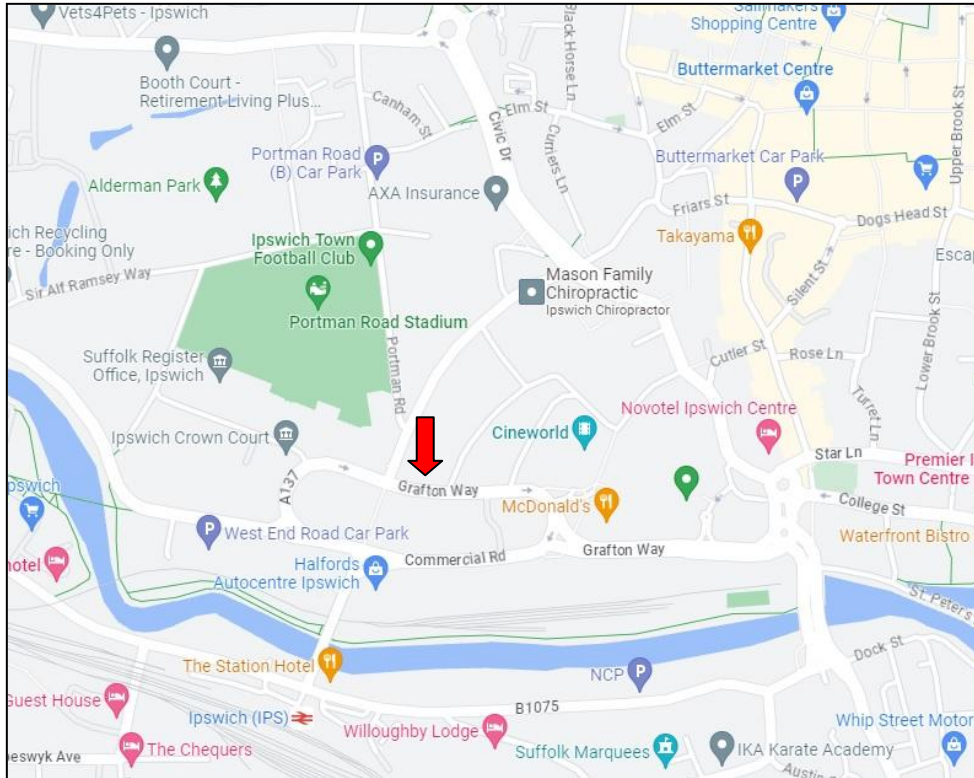 Vets4Pets - Ipswich
Sailmakers
Shopping Centre
Black Horse Ln
Buttermarket Centre
Booth Court -
Retirement Living Plus...
Canham St
Civic Dr
Elm St
Elm St
Curriers Ln
Upper Brook St
Portman Road
(B) Car Park
Buttermarket Car Park
Alderman Park
AXA Insurance
Friars St
Dogs Head St
ich Recycling
re - Booking Only
Ipswich Town
Football Club
Takayama
Escap
Sir Alf Ramsey Way
Mason Family
Chiropractic
Ipswich Chiropractor
Silent St
Portman Road Stadium
Portman Rd
Suffolk Register
Office, Ipswich
Cutler St
Rose Ln
Lower Brook St
Turret Ln
Novotel Ipswich Centre
Ipswich Crown Court
Cineworld
Star Ln
Premier I
Town Centre
A137
Grafton Way
pswich
McDonald's
College St
West End Road Car Park
Waterfront Bistro
Commercial Rd
Grafton Way
hotel
Halfords
Autocentre Ipswich
St. Peter's
Dock St
The Station Hotel
NCP
Guest House
B1075
Ipswich (IPS)
Willoughby Lodge
Whip Street Motor
The Chequers
Suffolk Marquees
IKA Karate Academy
peswyk Ave
Austin